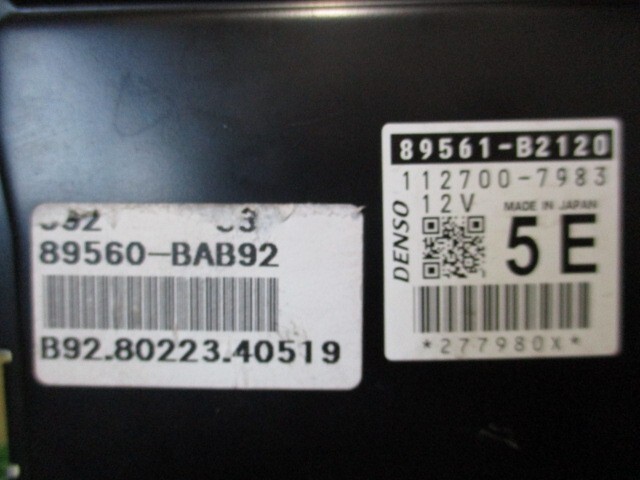 89560-BAB92
B92.80223.40519
89561-B2120
112700-7983
DENSO
12V
MADE IN JAPAN
5E
*277980X*